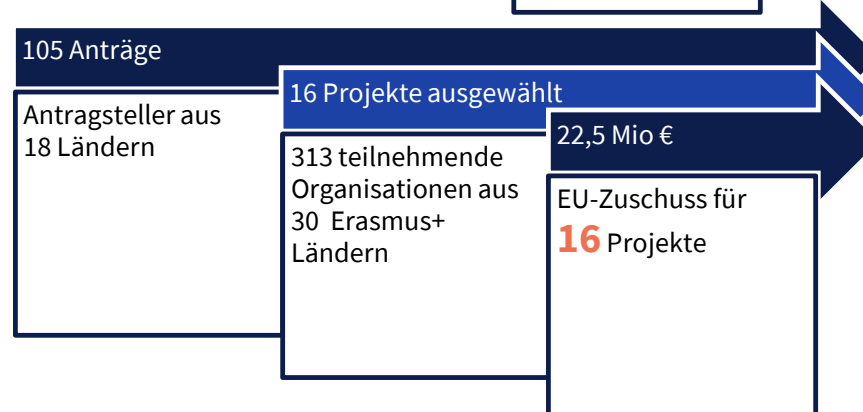 105 Anträge
Antragsteller aus
18 Ländern
16 Projekte ausgewählt
313 teilnehmende
Organisationen aus
30 Erasmus+
Ländern
22,5 Mio €
EU-Zuschuss für
16 Projekte